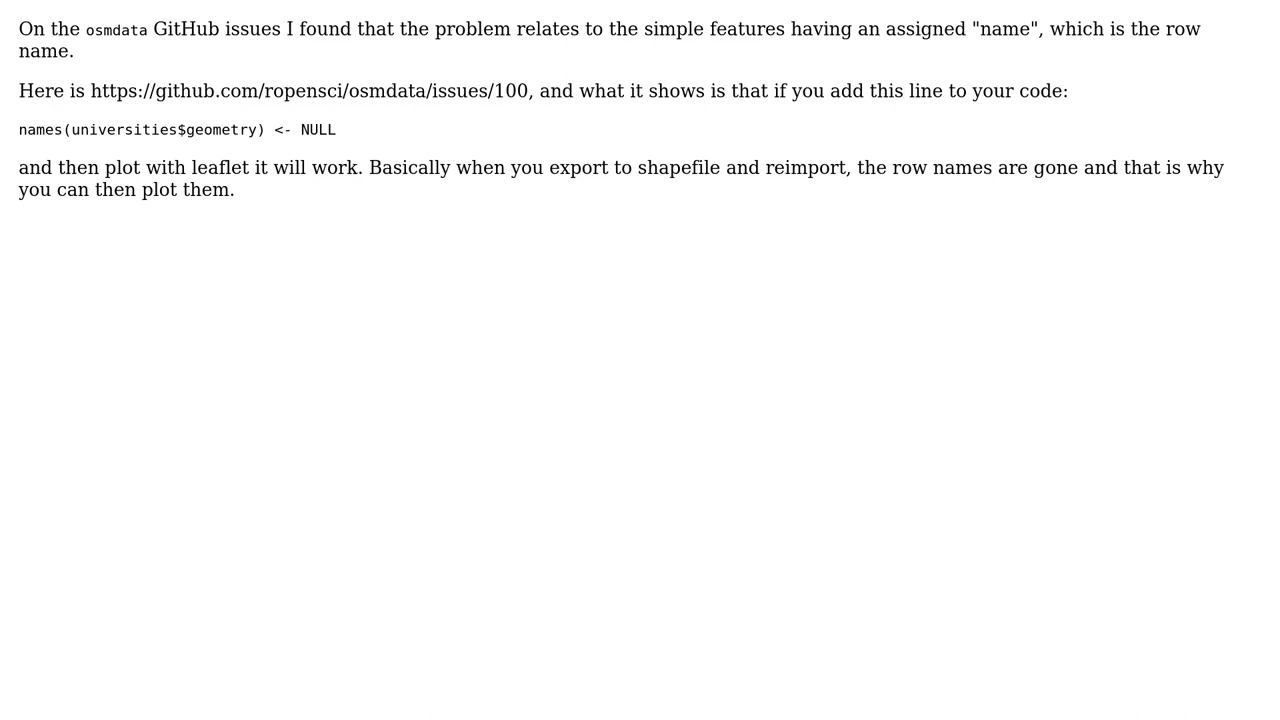 On the osmdata GitHub issues I found that the problem relates to the simple features having an assigned "name", which is the row
name.
Here is https://github.com/ropensci/osmdata/issues/100, and what it shows is that if you add this line to your code:
names(universities$geometry) <- NULL
and then plot with leaflet it will work. Basically when you export to shapefile and reimport, the row names are gone and that is why
you can then plot them.